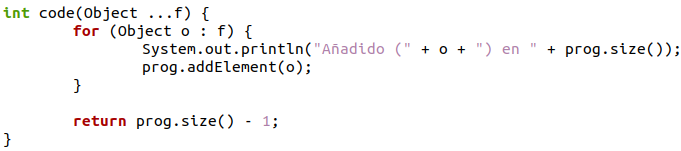 int code(Object ...f) {
        for (Object o : f) {
                System.out.println("Añadido (" + o + ") en " + prog.size());
                prog.addElement(o);
        }

        return prog.size() - 1;
}